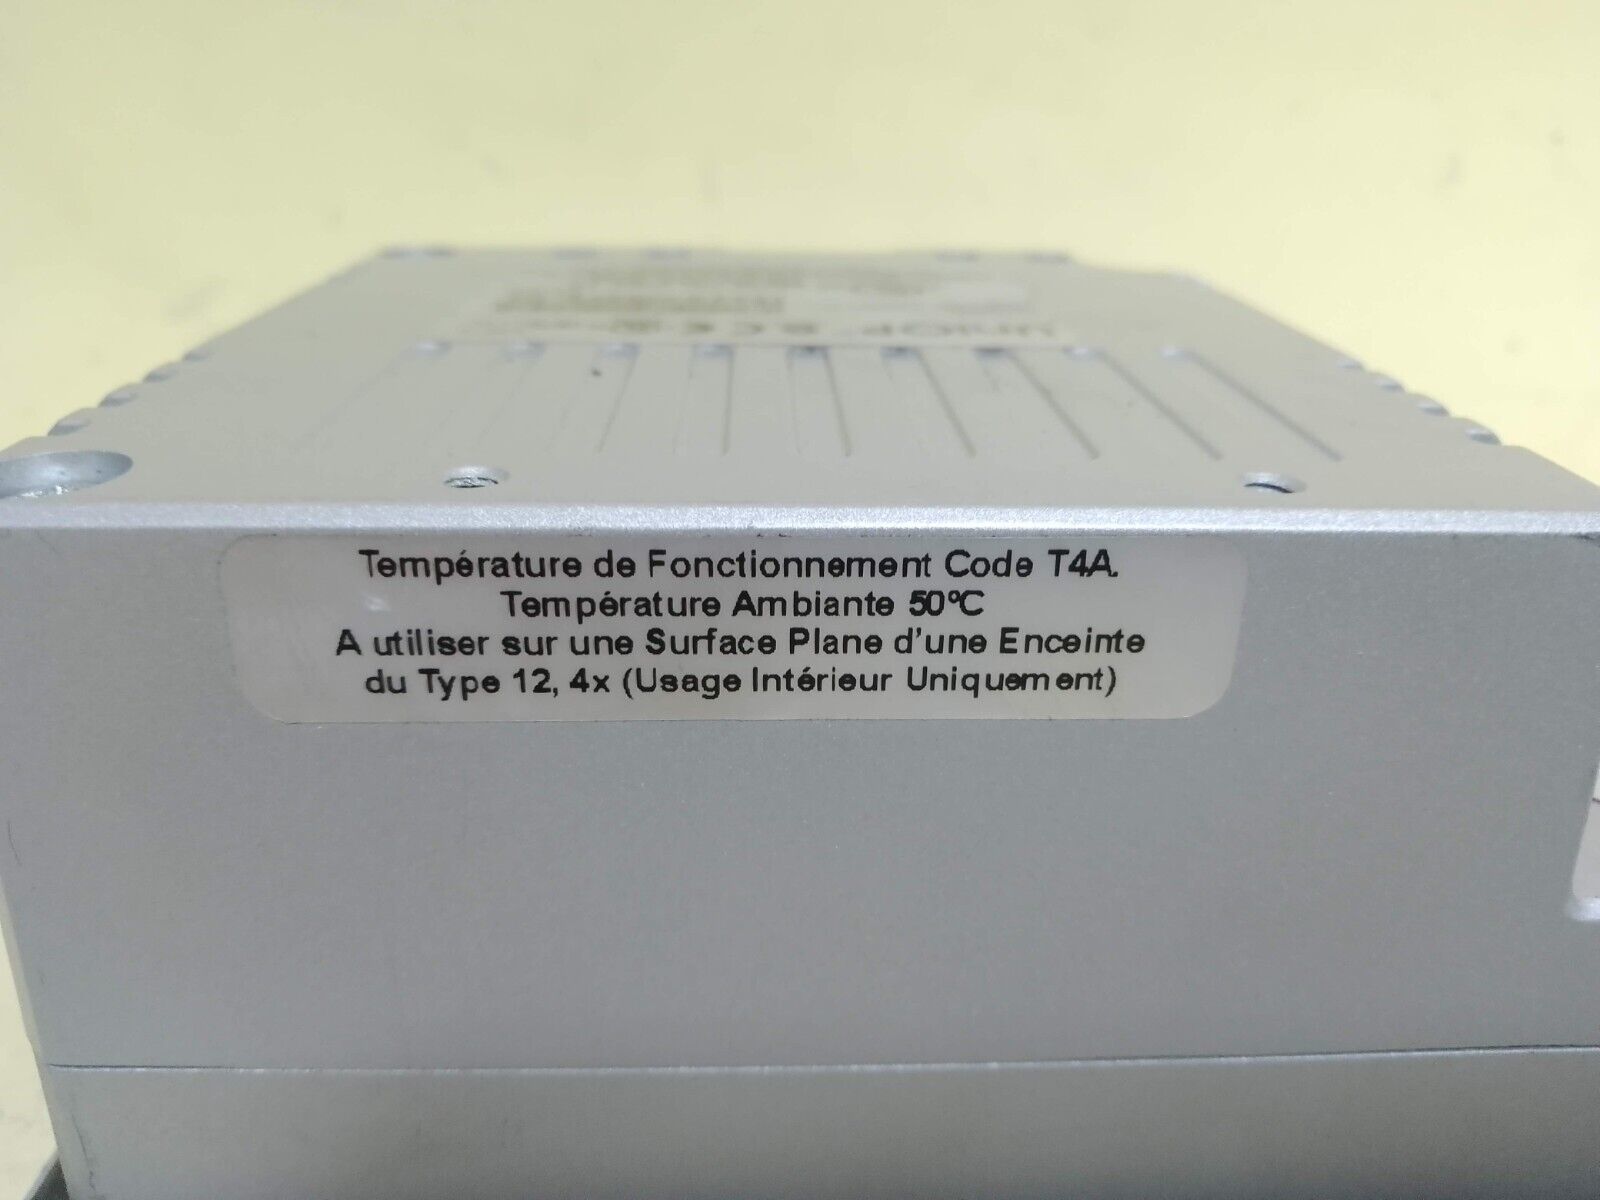 UniOP
Température de Fonctionnement Code T4A.
Température Ambiante 50°C
A utiliser sur une Surface Plane d'une Enceinte
du Type 12, 4x (Usage Intérieur Uniquement)